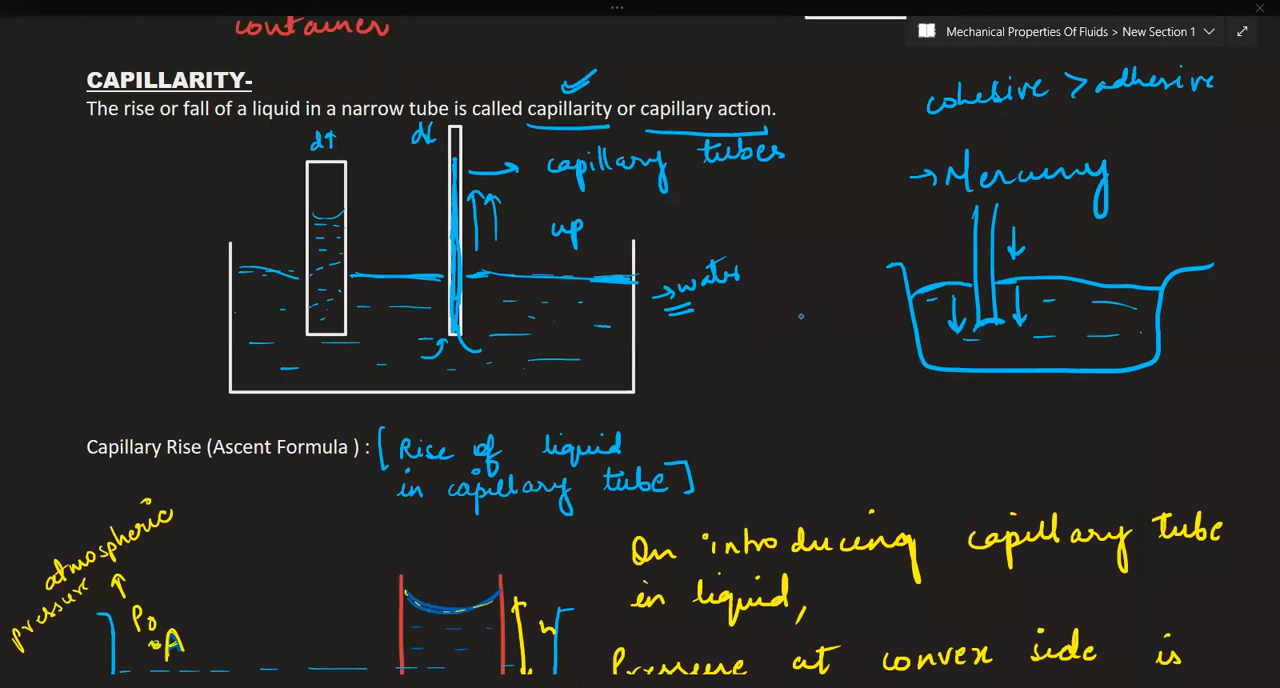 container
Mechanical Properties Of Fluids > New Section 1
CAPILLARITY-
The rise or fall of a liquid in a narrow tube is called capillarity or capillary action.
cohesive > adhesive
d↑
d↓
→ capillary tubes
→ Mercury
up
→ water
Capillary Rise (Ascent Formula ) : [ Rise of liquid
in capillary tube ]
atmospheric
pressure
P₀
A
h
On introducing capillary tube
in liquid,
Pressure at convex side is